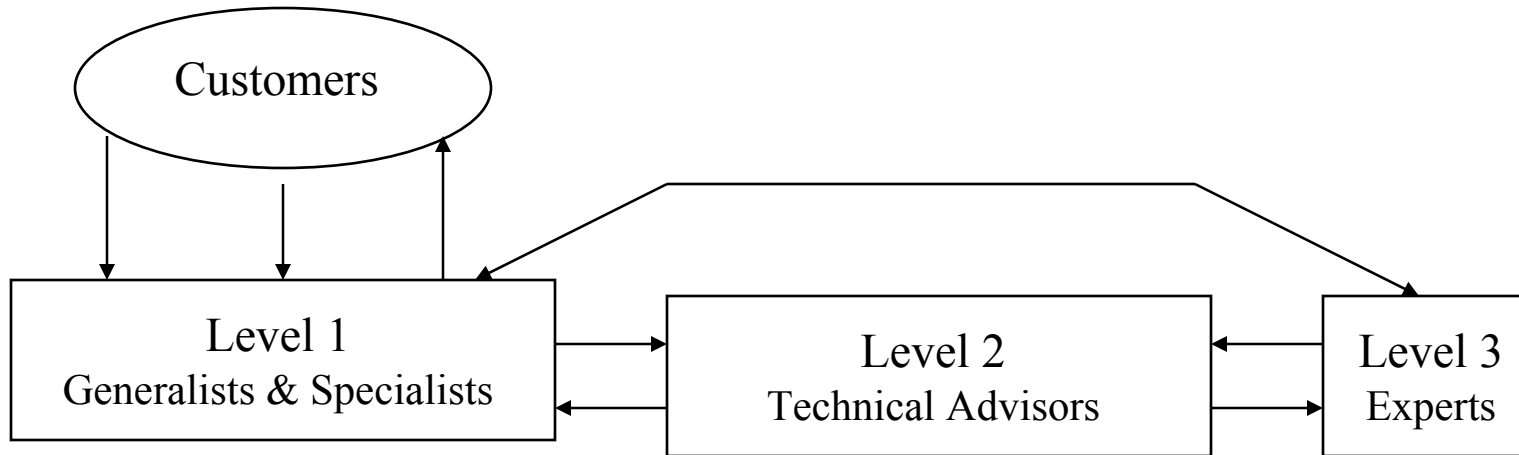 Customers
Level 1
Generalists & Specialists
Level 2
Technical Advisors
Level 3
Experts